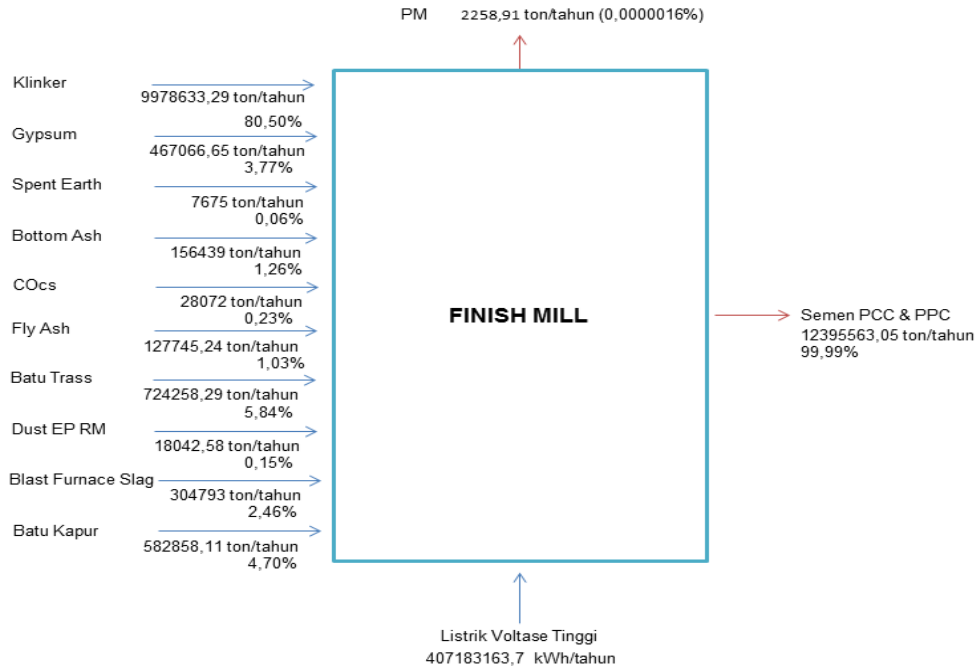 PM 2258,91 ton/tahun (0,0000016%)
Klinker
9978633,29 ton/tahun
80,50%
Gypsum
467066,65 ton/tahun
3,77%
Spent Earth
7675 ton/tahun
0,06%
Bottom Ash
156439 ton/tahun
1,26%
COcs
28072 ton/tahun
0,23%
Fly Ash
127745,24 ton/tahun
1,03%
Batu Trass
724258,29 ton/tahun
5,84%
Dust EP RM
18042,58 ton/tahun
0,15%
Blast Furnace Slag
304793 ton/tahun
2,46%
Batu Kapur
582858,11 ton/tahun
4,70%
FINISH MILL
Semen PCC & PPC
12395563,05 ton/tahun
99,99%
Listrik Voltase Tinggi
407183163,7 kWh/tahun